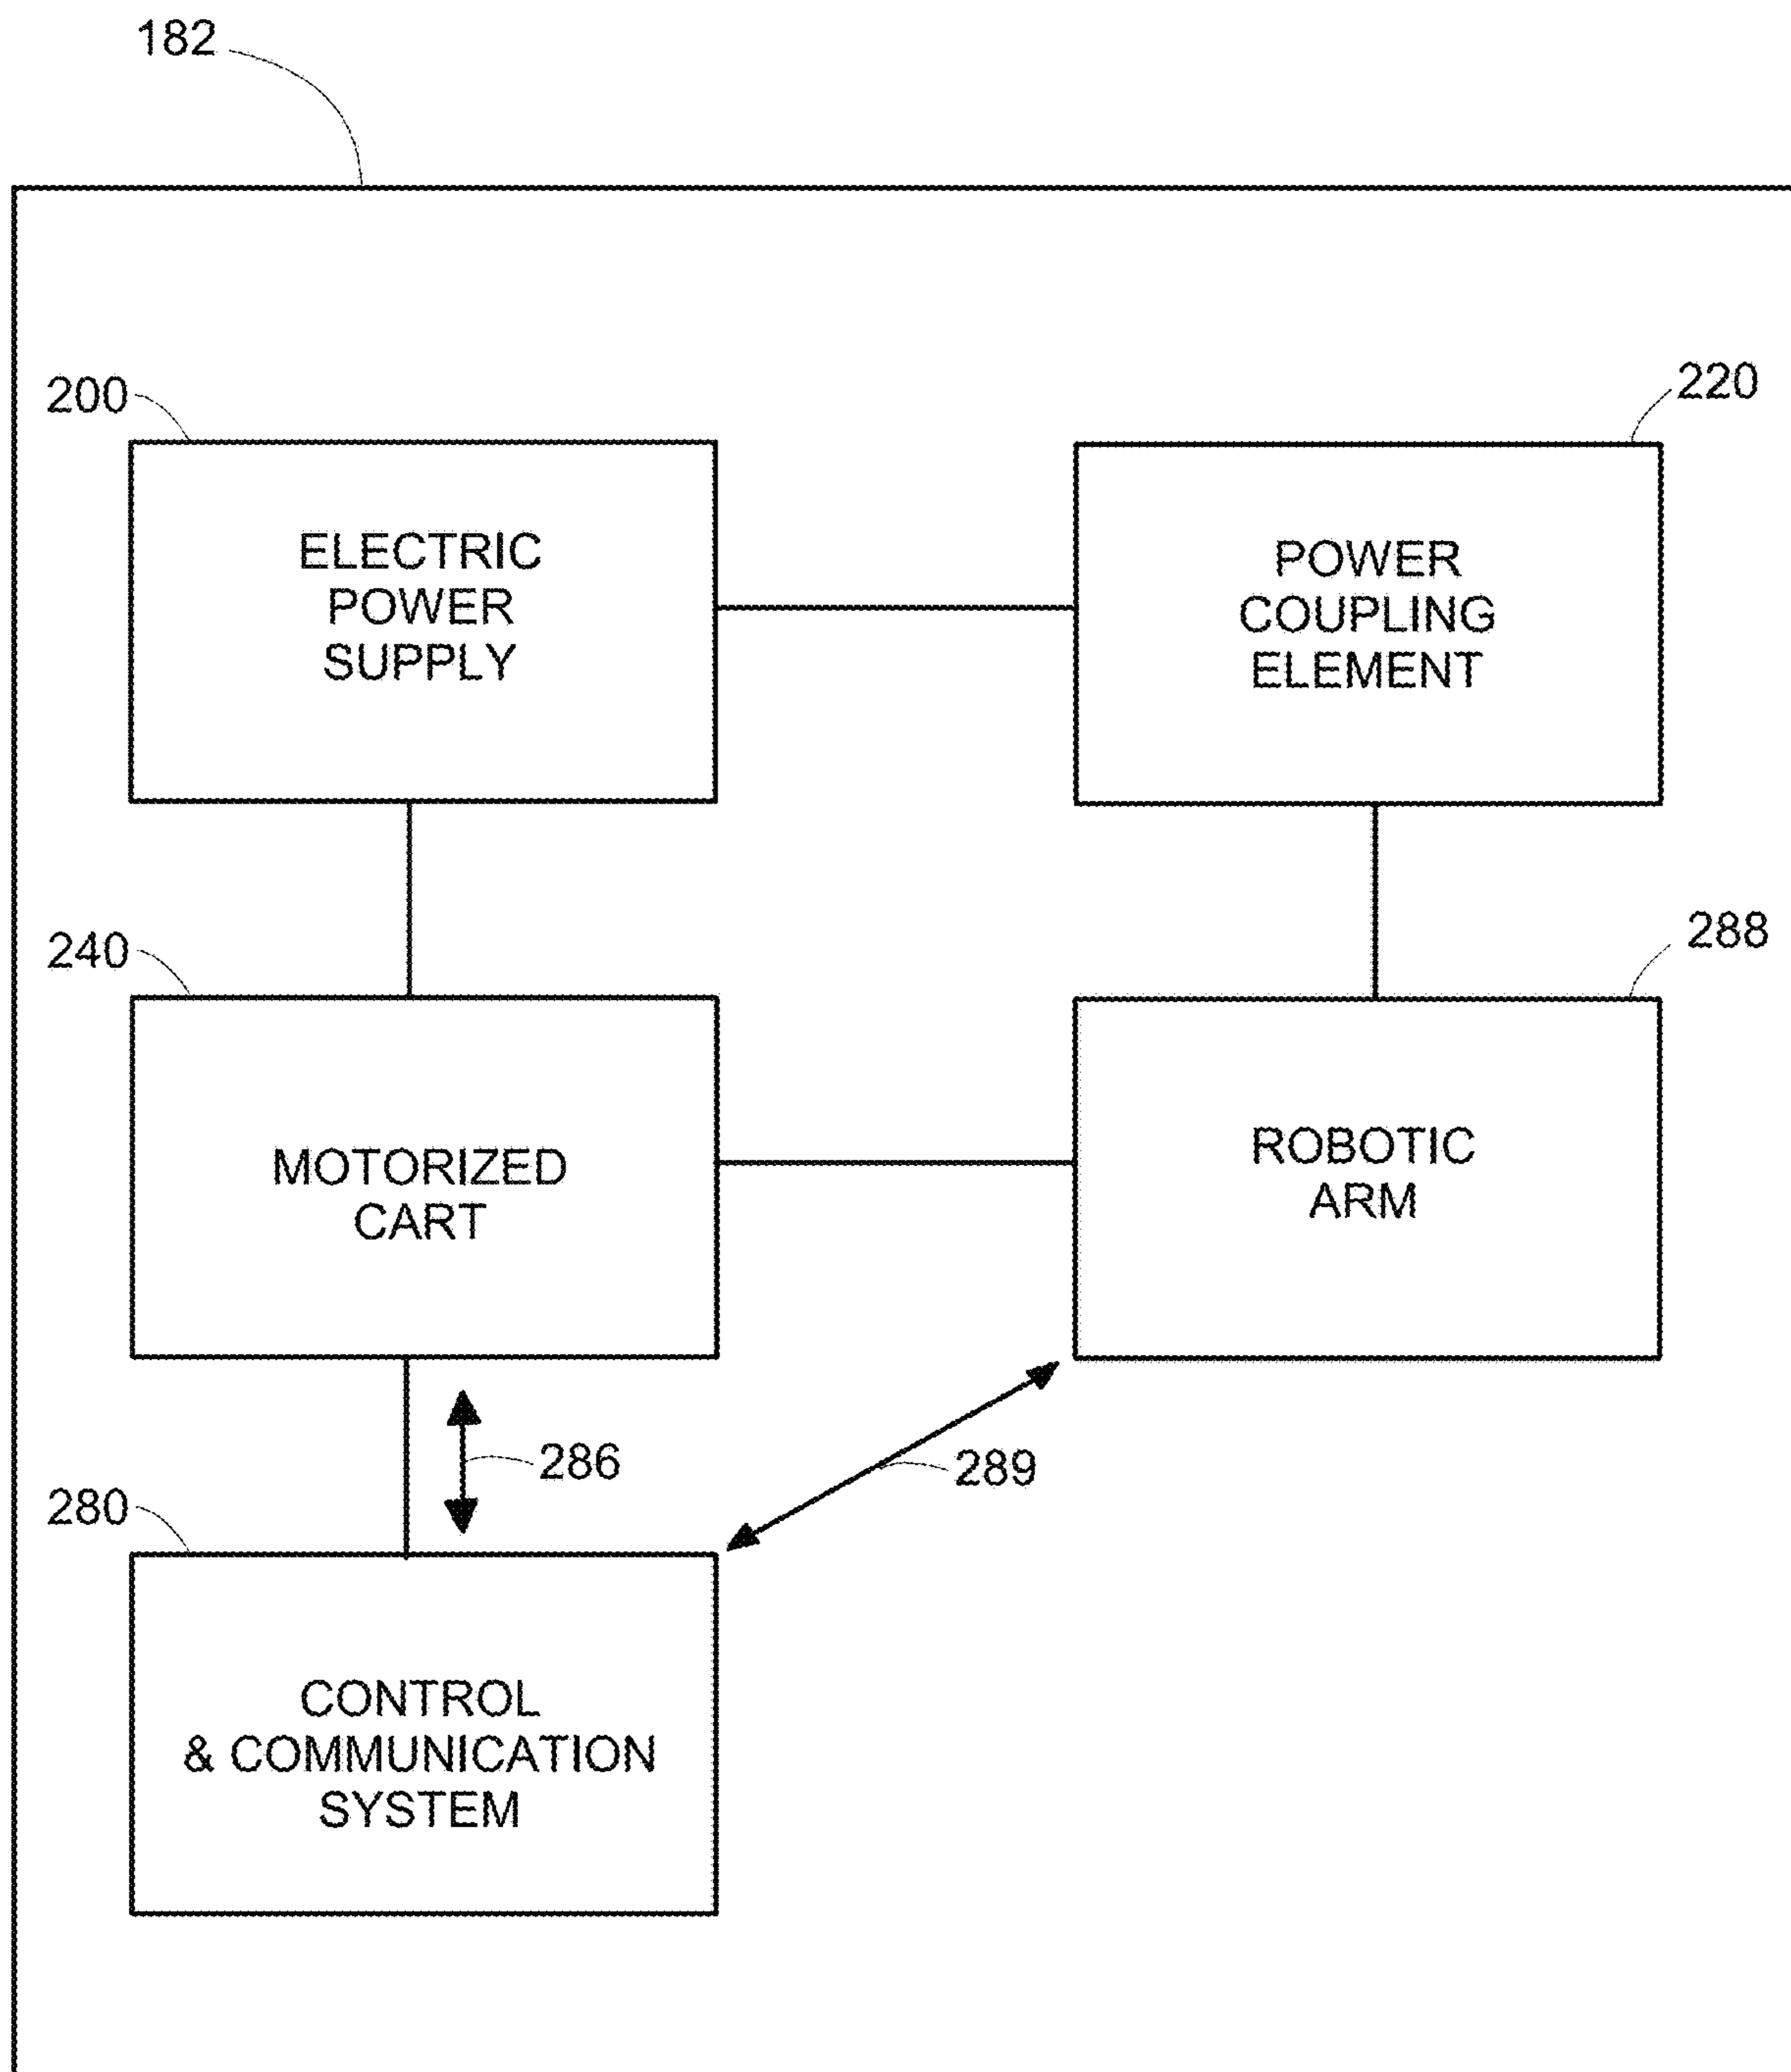 182
200
220
ELECTRIC
POWER
SUPPLY
POWER
COUPLING
ELEMENT
240
288
MOTORIZED
CART
ROBOTIC
ARM
286
289
280
CONTROL
& COMMUNICATION
SYSTEM